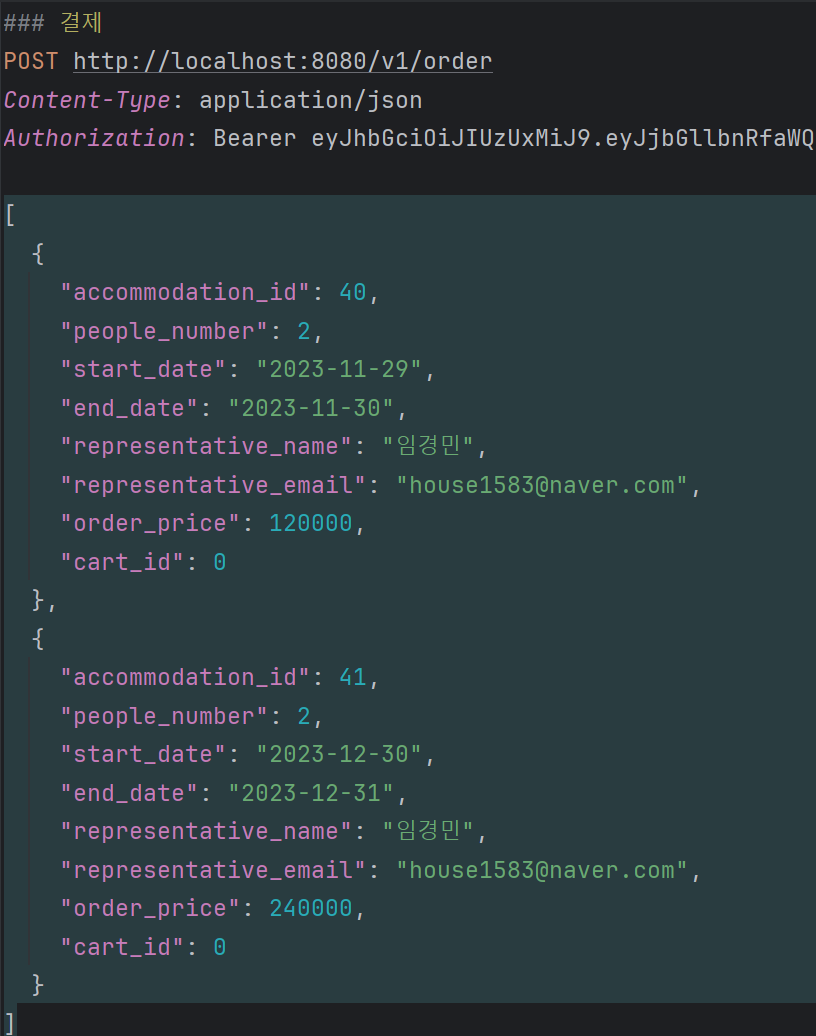 ### 결제
POST http://localhost:8080/v1/order
Content-Type: application/json
Authorization: Bearer eyJhbGciOiJIUzUxMiJ9.eyJjbGllbnRfaWQ
[
{
"accommodation_id": 40,
"people_number": 2,
"start_date": "2023-11-29",
"end_date": "2023-11-30",
"representative_name": "임경민",
"representative_email": "house1583@naver.com",
"order_price": 120000,
"cart_id": 0
},
{
"accommodation_id": 41,
"people_number": 2,
"start_date": "2023-12-30",
"end_date": "2023-12-31",
"representative_name": "임경민",
"representative_email": "house1583@naver.com",
"order_price": 240000,
"cart_id": 0
}
]